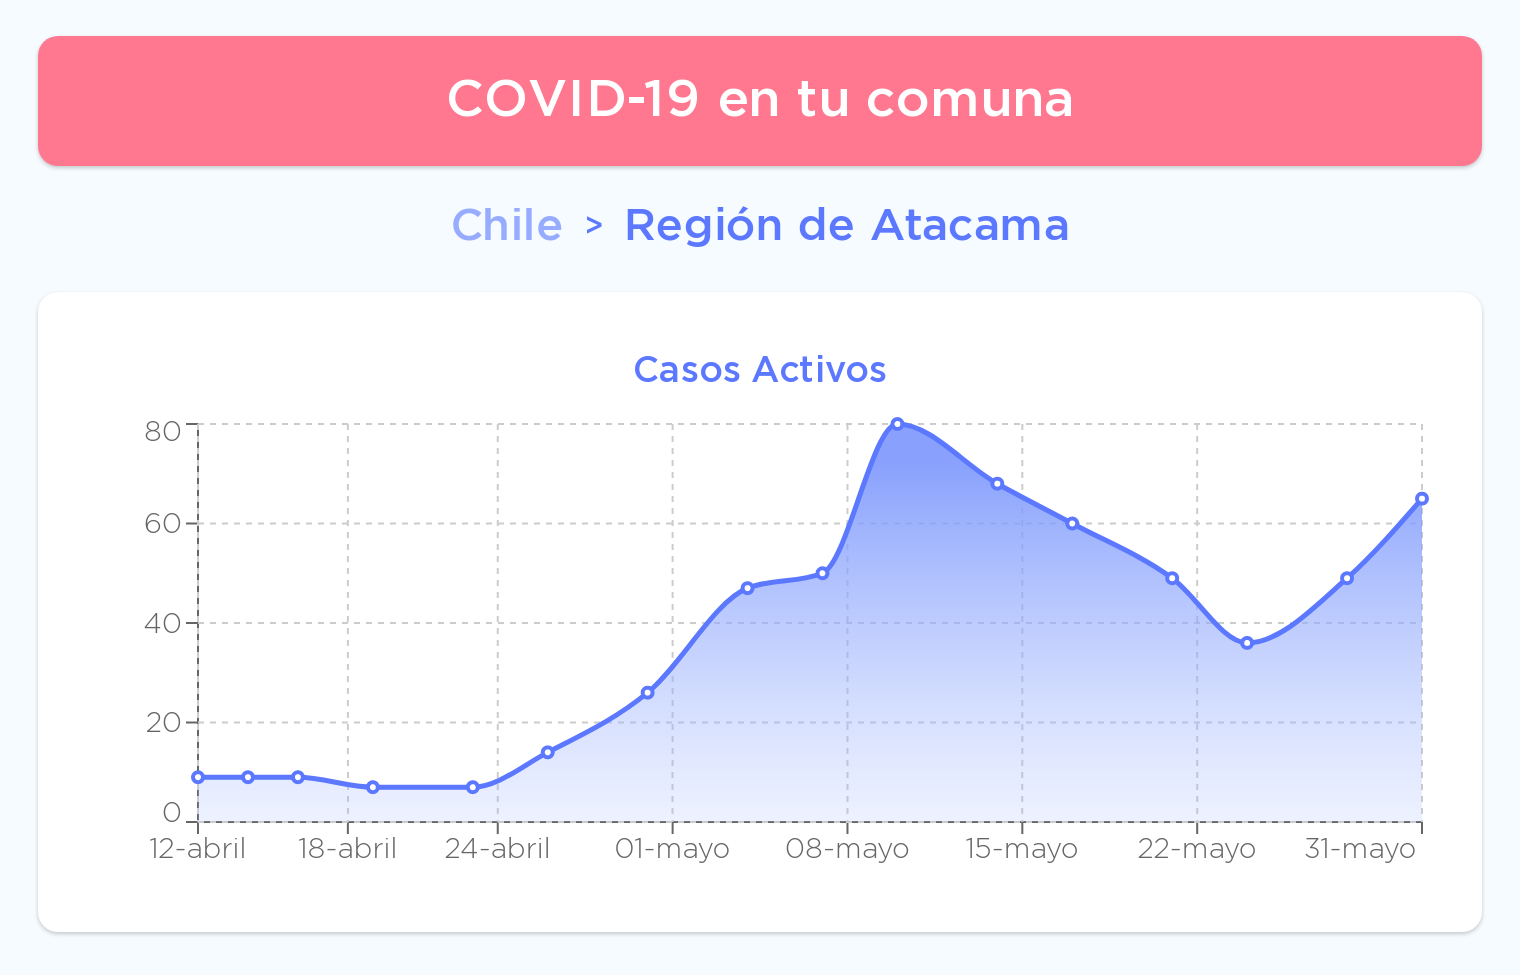 COVID-19 en tu comuna
Chile > Región de Atacama
Casos Activos
80
60
40
20
0
12-abril 18-abril 24-abril 01-mayo 08-mayo 15-mayo 22-mayo 31-mayo